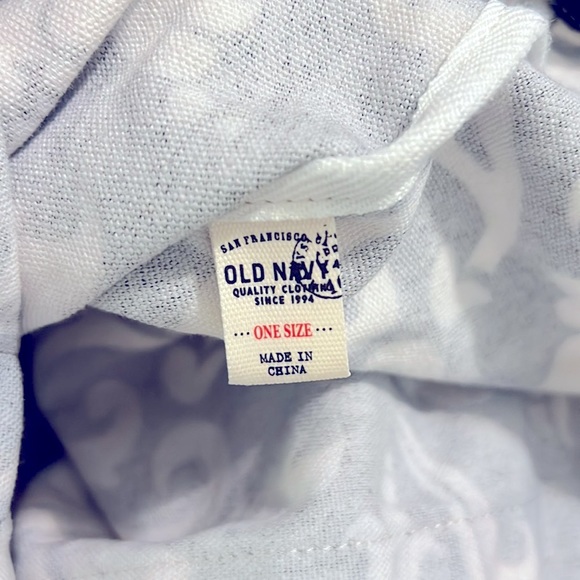 SAN FRANCISCO
OLD NAVY
QUALITY CLOTHING
SINCE 1994
··· ONE SIZE ···
MADE IN
CHINA